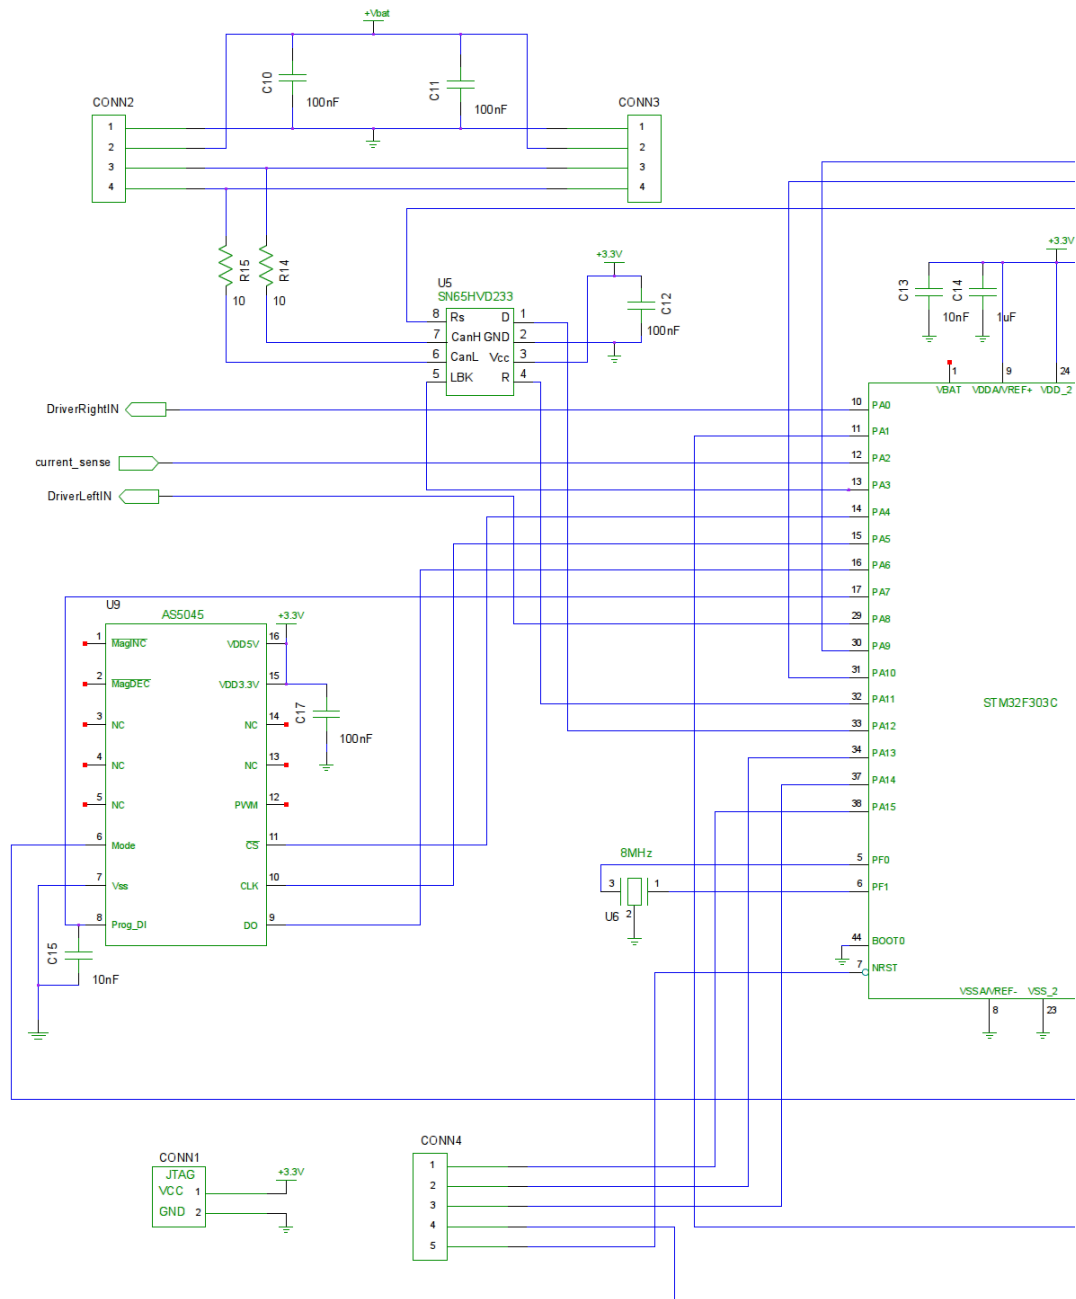 +Vbat
C10
100nF
C11
100nF
CONN2
1
2
3
4
CONN3
1
2
3
4
R15
10
R14
10
+3.3V
C12
100nF
U5
SN65HVD233
8 Rs D 1
7 CanH GND 2
6 CanL Vcc 3
5 LBK R 4
+3.3V
C13
10nF
C14
1uF
1
VBAT
9
VDDA/VREF+
24
VDD_2
DriverRightIN
current_sense
DriverLeftIN
10 PA0
11 PA1
12 PA2
13 PA3
14 PA4
15 PA5
16 PA6
17 PA7
29 PA8
30 PA9
31 PA10
32 PA11
33 PA12
34 PA13
37 PA14
38 PA15
5 PF0
6 PF1
44 BOOT0
7 NRST
STM32F303C
VSSA/VREF-
8
VSS_2
23
U9
AS5045
+3.3V
1 MagINC VDD5V 16
2 MagDEC VDD3.3V 15
3 NC NC 14
4 NC NC 13
5 NC PWM 12
6 Mode CS 11
7 Vss CLK 10
8 Prog_DI DO 9
C17
100nF
C15
10nF
8MHz
3 1
U6 2
CONN1
JTAG
VCC 1
GND 2
+3.3V
CONN4
1
2
3
4
5